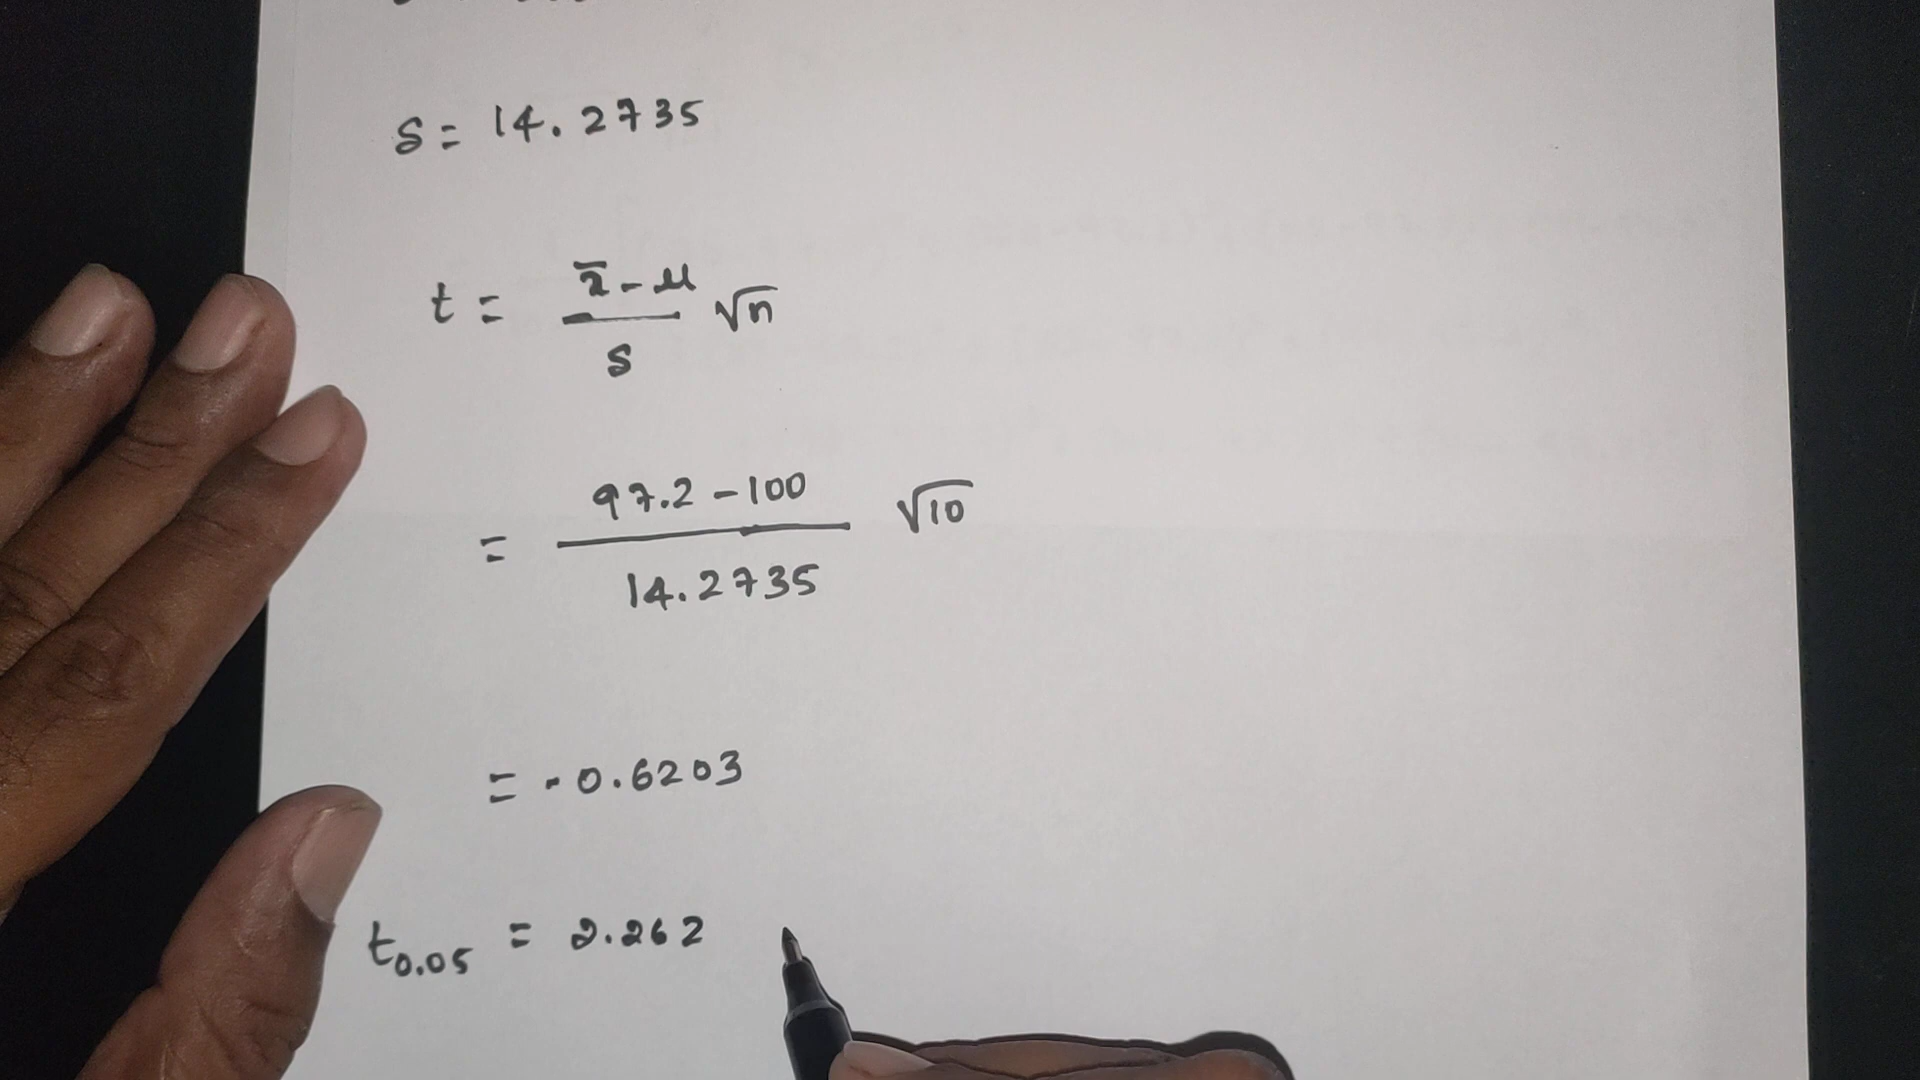 s = 14.2735
t = x̄ - μ / s √n
= 97.2 - 100 / 14.2735 √10
= - 0.6203
t0.05 = 2.262